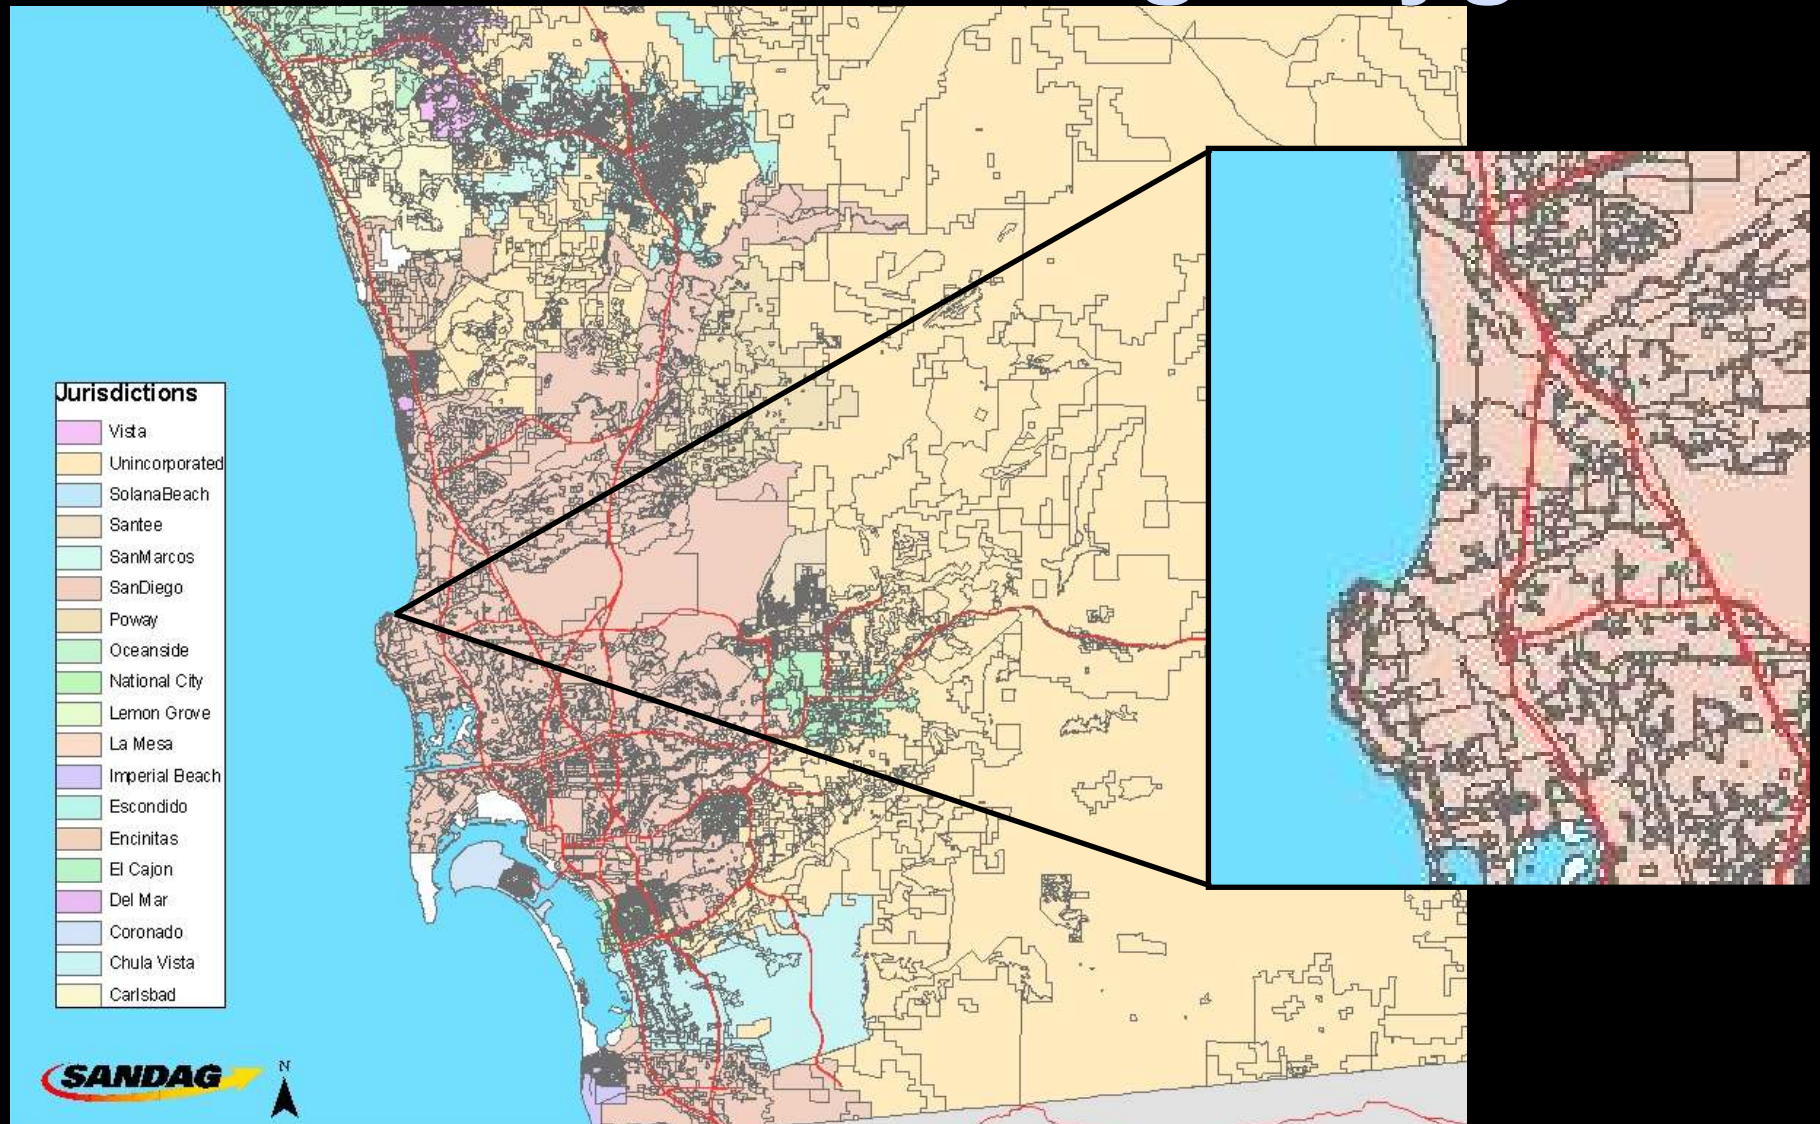 Jurisdictions
Vista
Unincorporated
SolanaBeach
Santee
SanMarcos
SanDiego
Poway
Oceanside
National City
Lemon Grove
La Mesa
Imperial Beach
Escondido
Encinitas
El Cajon
Del Mar
Coronado
Chula Vista
Carlsbad
SANDAG
N